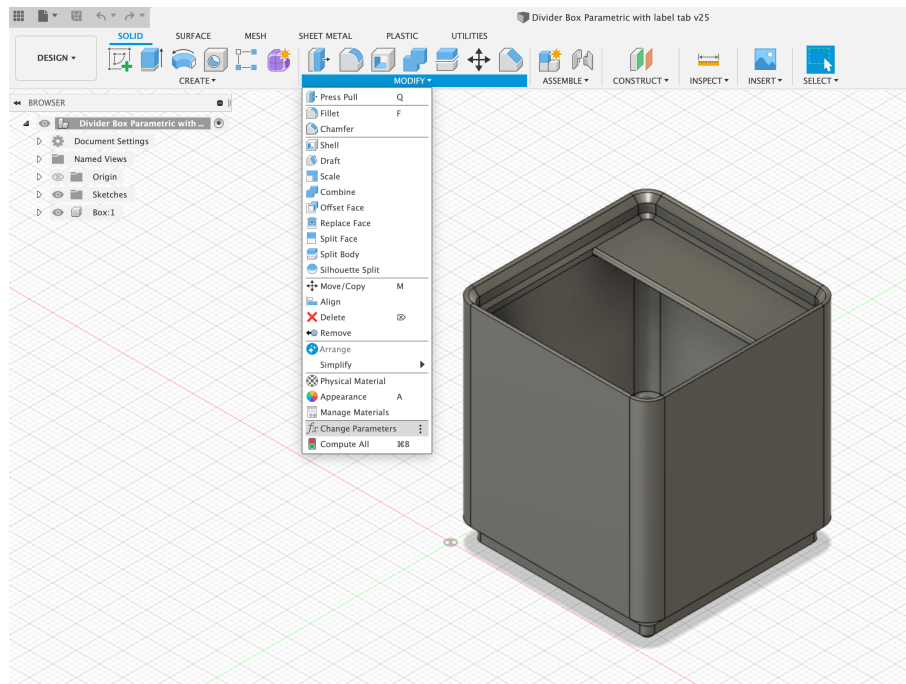 Divider Box Parametric with label tab v25
SOLID SURFACE MESH SHEET METAL PLASTIC UTILITIES
DESIGN
CREATE MODIFY ASSEMBLE CONSTRUCT INSPECT INSERT SELECT
BROWSER
Divider Box Parametric with ...
Document Settings
Named Views
Origin
Sketches
Box:1
Press Pull Q
Fillet F
Chamfer
Shell
Draft
Scale
Combine
Offset Face
Replace Face
Split Face
Split Body
Silhouette Split
Move/Copy M
Align
Delete ⌦
Remove
Arrange
Simplify
Physical Material
Appearance A
Manage Materials
fx Change Parameters
Compute All ⌘B